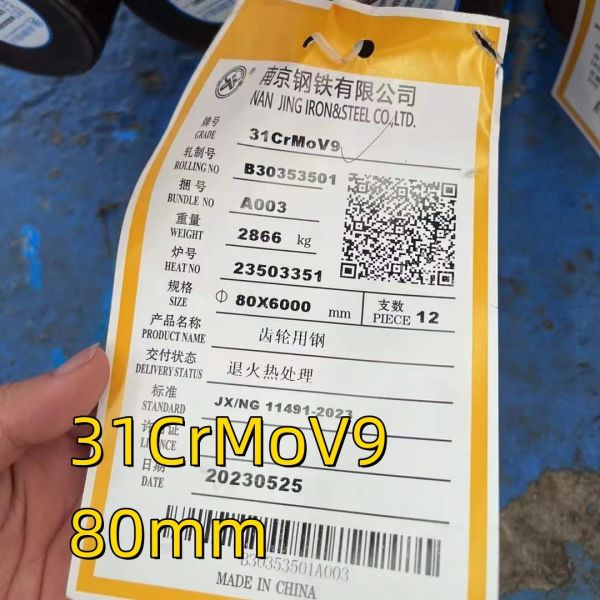 南京钢铁有限公司
NAN JING IRON&STEEL CO.,LTD.
牌号
GRADE 31CrMoV9
轧制号
ROLLING NO B30353501
捆号
BUNDLE NO A003
重量
WEIGHT 2866 kg
炉号
HEAT NO 23503351
规格 支数
SIZE Φ 80X6000 mm PIECE 12
产品名称
PRODUCT NAME 齿轮用钢
交付状态
DELIVERY STATUS 退火热处理
标准
STANDARD JX/NG 11491-2023
31CrMoV9
日期
DATE 20230525
80mm
B30353501A003
MADE IN CHINA